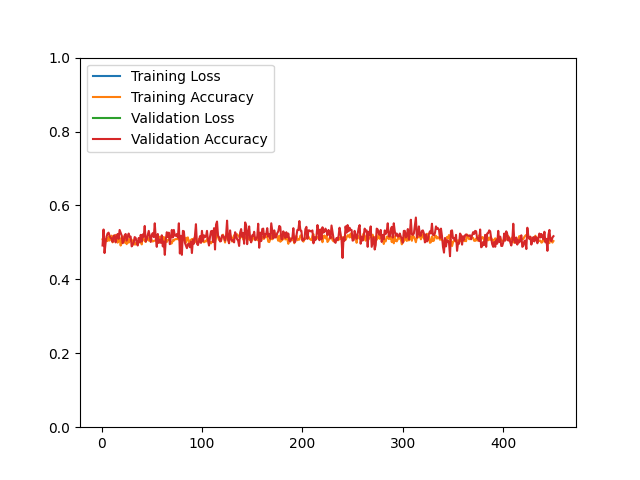 1.0
0.8
0.6
0.4
0.2
0.0
Training Loss
Training Accuracy
Validation Loss
Validation Accuracy
0 100 200 300 400